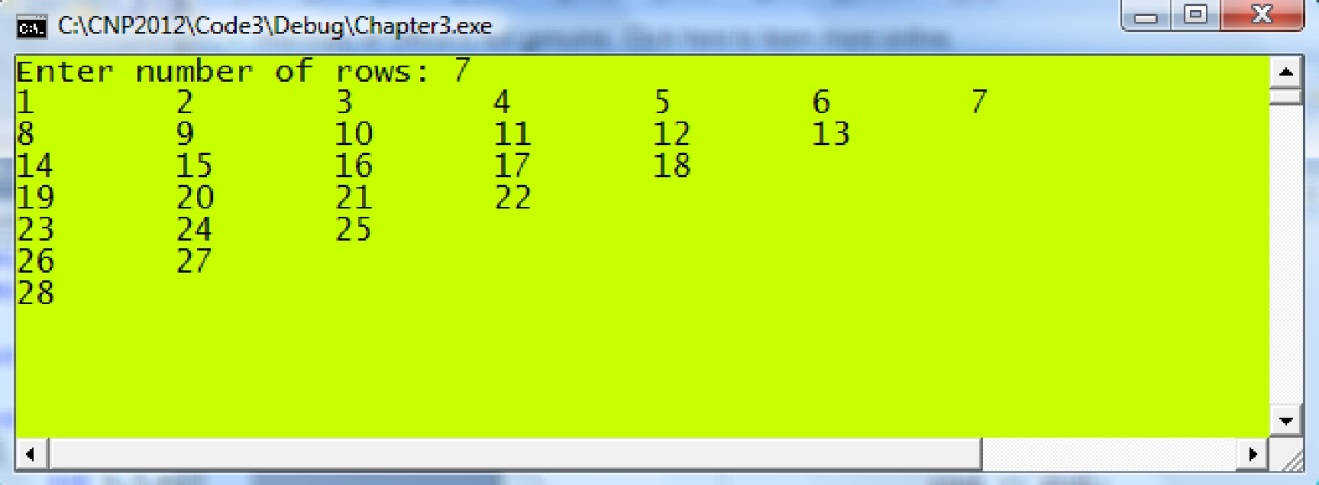 C:\CNP2012\Code3\Debug\Chapter3.exe
Enter number of rows: 7
1 2 3 4 5 6 7
8 9 10 11 12 13
14 15 16 17 18
19 20 21 22
23 24 25
26 27
28